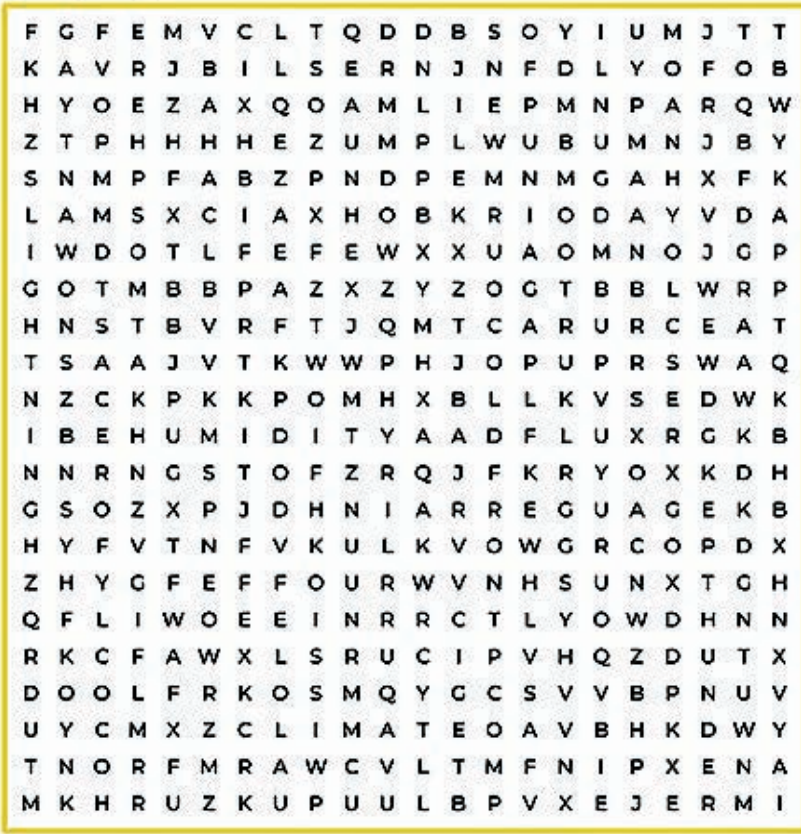 F G F E M V C L T Q D D B S O Y I U M J T T
K A V R J B I L S E R N J N F D L Y O F O B
H Y O E Z A X Q O A M L I E P M N P A R Q W
Z T P H H H H E Z U M P L W U B U M N J B Y
S N M P F A B Z P N D P E M N M G A H X F K
L A M S X C I A X H O B K R I O D A Y V D A
I W D O T L F E F E W X X U A O M N O J G P
G O T M B B P A Z X Z Y Z O G T B B L W R P
H N S T B V R F T J Q M T C A R U R C E A T
T S A A J V T K W W P H J O P U P R S W A Q
N Z C K P K K P O M H X B L L K V S E D W K
I B E H U M I D I T Y A A D F L U X R G K B
N N R N G S T O F Z R Q J F K R Y O X K D H
G S O Z X P J D H N I A R R E G U A G E K B
H Y F V T N F V K U L K V O W G R C O P D X
Z H Y G F E F F O U R W V N H S U N X T G H
Q F L I W O E E I N R R C T L Y O W D H N N
R K C F A W X L S R U C I P V H Q Z D U T X
D O O L F R K O S M Q Y G C S V V B P N U V
U Y C M X Z C L I M A T E O A V B H K D W Y
T N O R F M R A W C V L T M F N I P X E N A
M K H R U Z K U P U U L B P V X E J E R M I